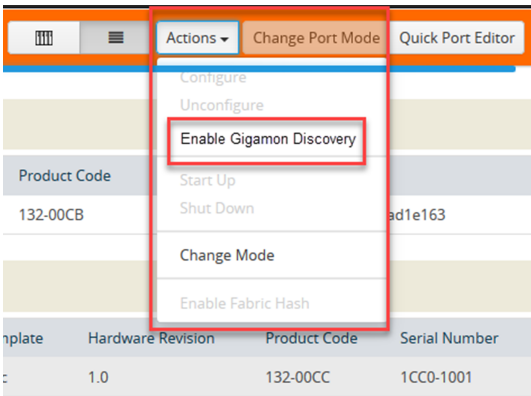 Actions Change Port Mode Quick Port Editor
Configure
Unconfigure
Enable Gigamon Discovery
Product Code
Start Up
132-00CB
Shut Down
ad1e163
Change Mode
Enable Fabric Hash
Hardware Revision Product Code Serial Number
1.0 132-00CC 1CC0-1001